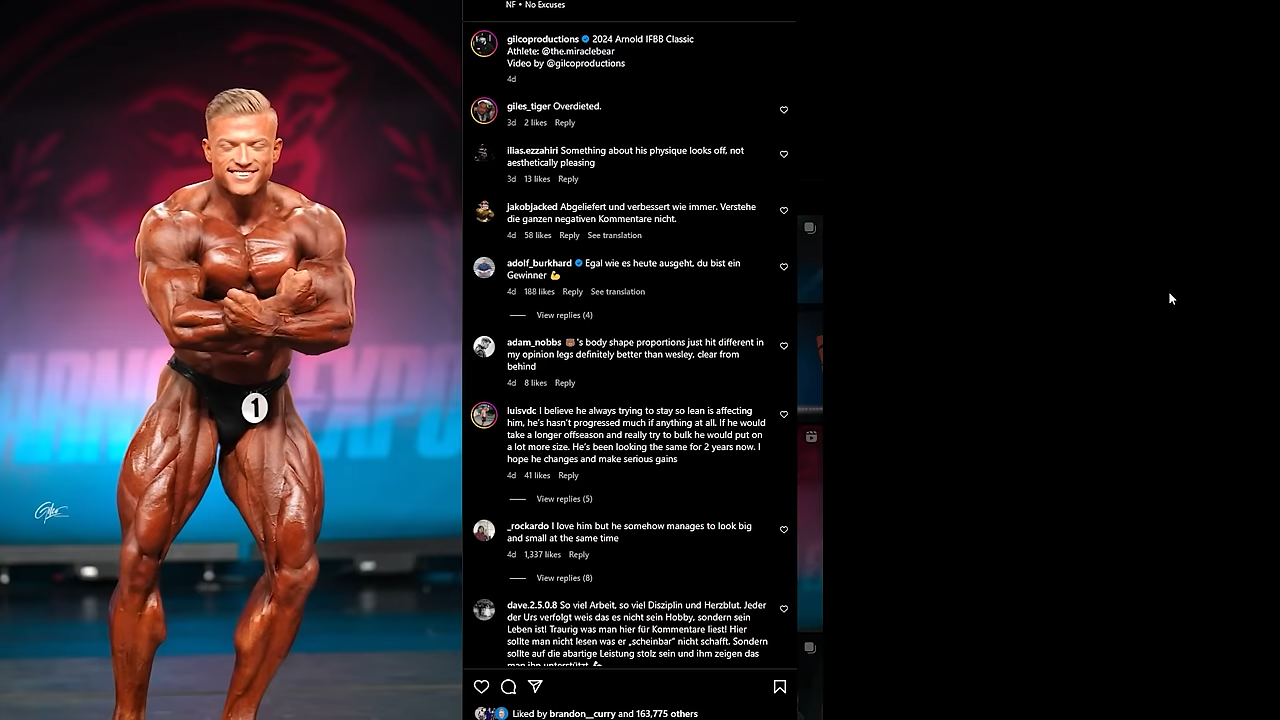 NF • No Excuses
gilcoproductions 2024 Arnold IFBB Classic
Athlete: @the.miraclebear
Video by @gilcoproductions
4d
giles_tiger Overdieted.
3d 2 likes Reply
ilias.ezzahiri Something about his physique looks off, not
aesthetically pleasing
3d 13 likes Reply
jakobjacked Abgeliefert und verbessert wie immer. Verstehe
die ganzen negativen Kommentare nicht.
4d 58 likes Reply See translation
adolf_burkhard Egal wie es heute ausgeht, du bist ein
Gewinner 💪
4d 188 likes Reply See translation
View replies (4)
adam_nobbs 🐻's body shape proportions just hit different in
my opinion legs definitely better than wesley, clear from
behind
4d 8 likes Reply
luisvdc I believe he always trying to stay so lean is affecting
him, he's hasn't progressed much if anything at all. If he would
take a longer offseason and really try to bulk he would put on
a lot more size. He's been looking the same for 2 years now. I
hope he changes and make serious gains
4d 41 likes Reply
View replies (5)
_rockardo I love him but he somehow manages to look big
and small at the same time
4d 1,337 likes Reply
View replies (8)
dave.2.5.0.8 So viel Arbeit, so viel Disziplin und Herzblut. Jeder
der Urs verfolgt weis das es nicht sein Hobby, sondern sein
Leben ist! Traurig was man hier für Kommentare liest! Hier
sollte man nicht lesen was er „scheinbar“ nicht schafft. Sondern
sollte auf die abartige Leistung stolz sein und ihm zeigen das
man ihn unterstützt 💪
Liked by brandon__curry and 163,775 others
1
Gilco